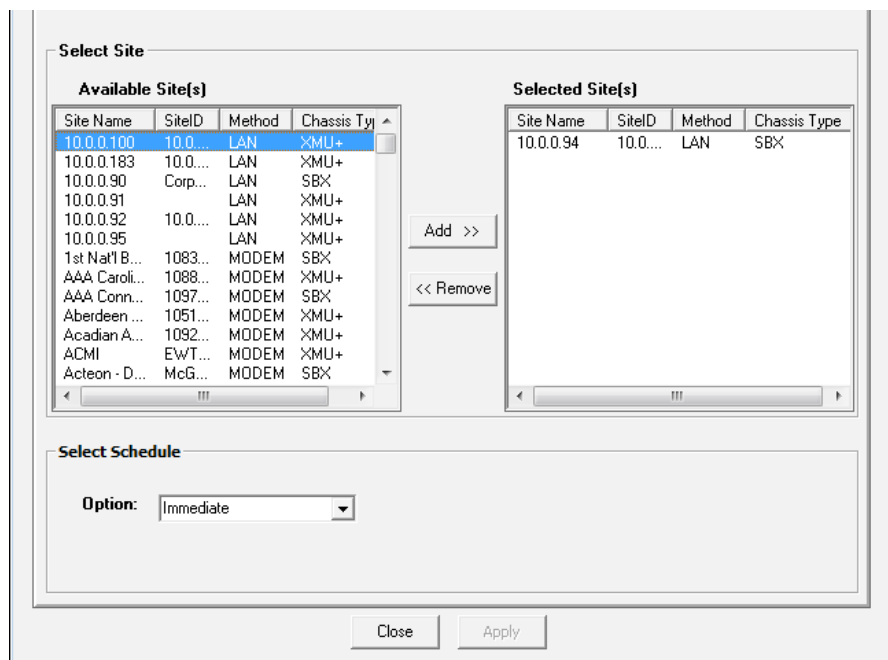 Select Site
Available Site(s)
Selected Site(s)
Site Name SiteID Method Chassis Ty
Site Name SiteID Method Chassis Type
10.0.0.100 10.0.... LAN XMU+
10.0.0.94 10.0.... LAN SBX
10.0.0.183 10.0.... LAN XMU+
10.0.0.90 Corp... LAN SBX
10.0.0.91 LAN XMU+
10.0.0.92 10.0.... LAN XMU+
10.0.0.95 LAN XMU+
Add >>
1st Nat'l B... 1083... MODEM SBX
AAA Caroli... 1088... MODEM XMU+
<< Remove
AAA Conn... 1097... MODEM SBX
Aberdeen ... 1051... MODEM XMU+
Acadian A... 1092... MODEM XMU+
ACMI EWT... MODEM XMU+
Acteon - D... McG... MODEM SBX
Select Schedule
Option: Immediate
Close Apply